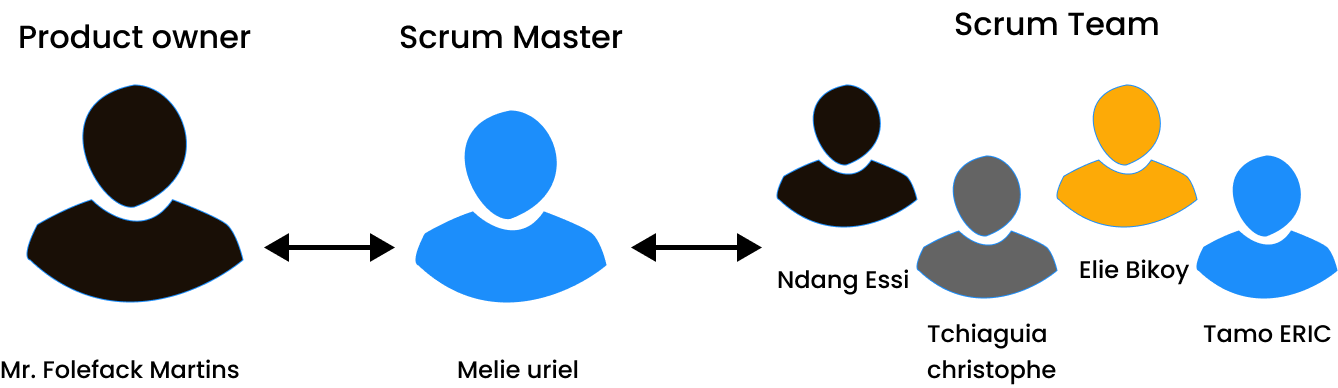 Product owner
Scrum Master
Scrum Team
Ndang Essi
Elie Bikoy
Tchiaguia
christophe
Tamo ERIC
Mr. Folefack Martins
Melie uriel